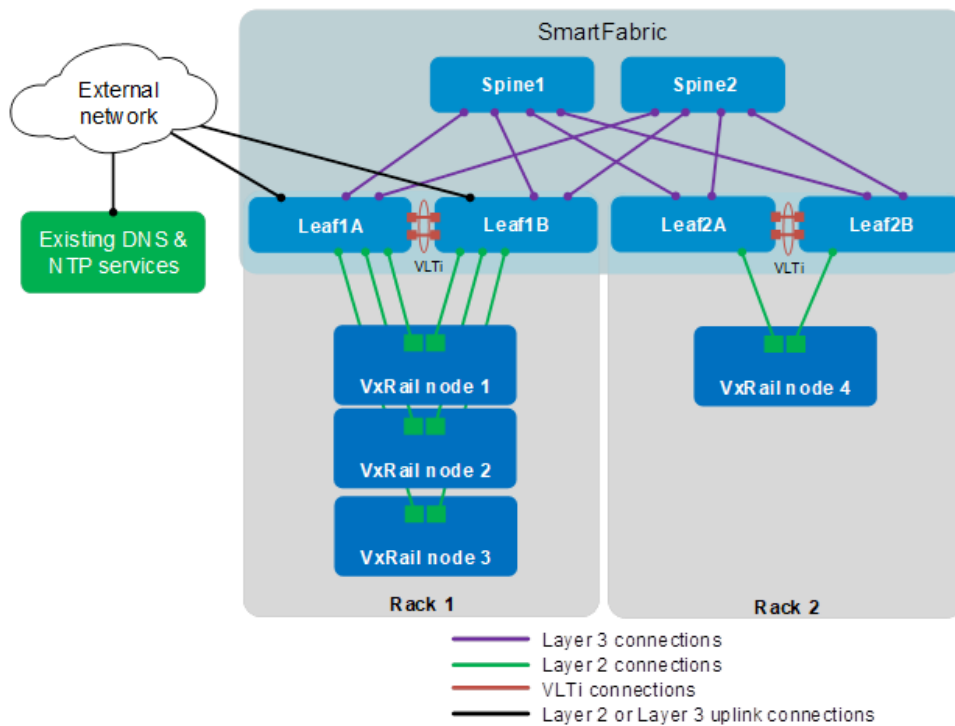 SmartFabric
External
network
Spine1
Spine2
Existing DNS &
NTP services
Leaf1A
Leaf1B
Leaf2A
Leaf2B
VLTi
VLTi
VxRail node 1
VxRail node 2
VxRail node 3
VxRail node 4
Rack 1
Rack 2
Layer 3 connections
Layer 2 connections
VLTi connections
Layer 2 or Layer 3 uplink connections